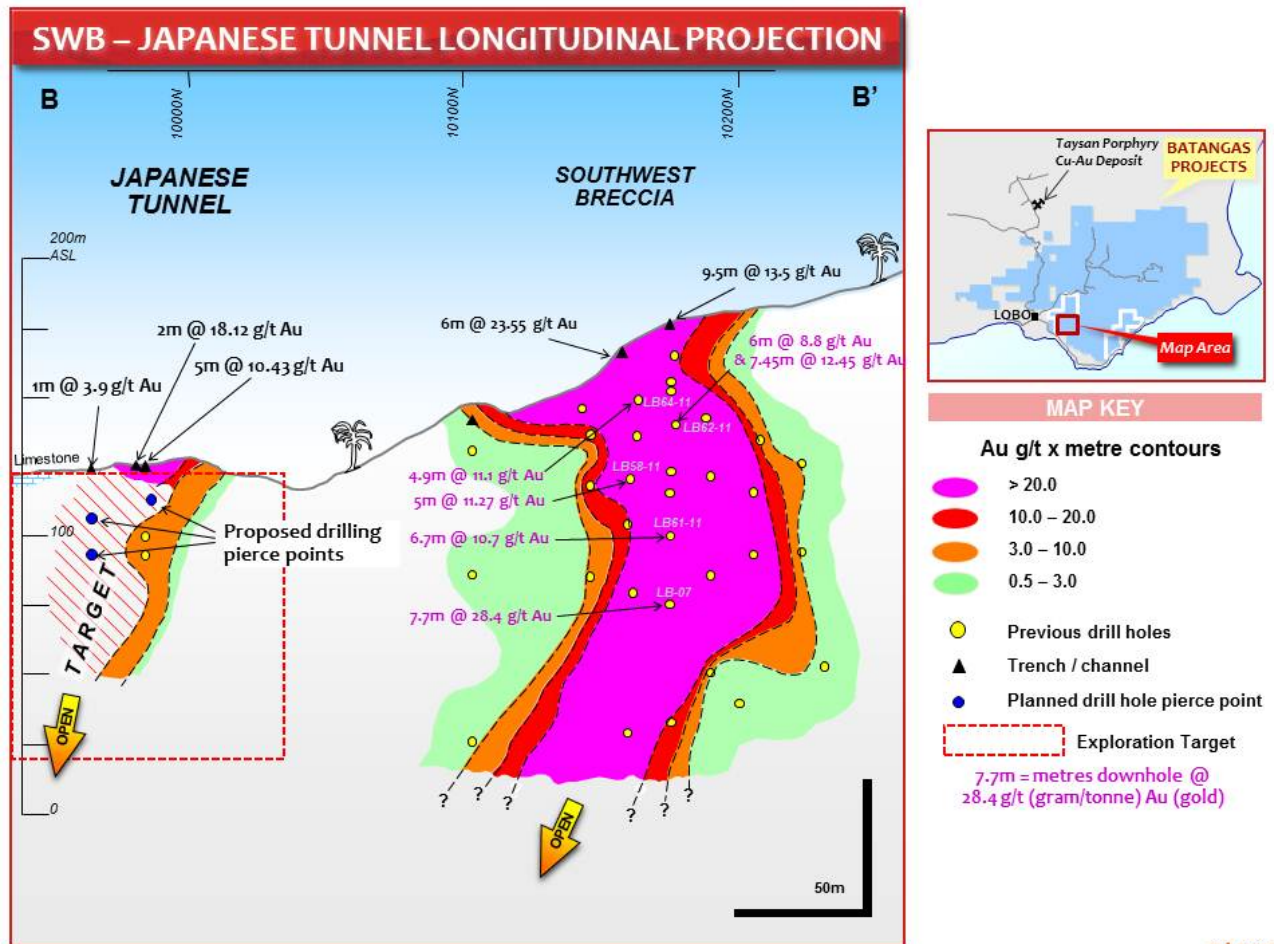 SWB – JAPANESE TUNNEL LONGITUDINAL PROJECTION
B
10000N
10100N
10200N
B'
JAPANESE
TUNNEL
SOUTHWEST
BRECCIA
200m
ASL
9.5m @ 13.5 g/t Au
6m @ 23.55 g/t Au
2m @ 18.12 g/t Au
5m @ 10.43 g/t Au
1m @ 3.9 g/t Au
6m @ 8.8 g/t Au
& 7.45m @ 12.45 g/t Au
LB64-11
LB62-11
Limestone
4.9m @ 11.1 g/t Au
LB58-11
5m @ 11.27 g/t Au
Proposed drilling
pierce points
100
LB61-11
6.7m @ 10.7 g/t Au
LB-07
7.7m @ 28.4 g/t Au
TARGET
OPEN
0
? ? ? ? ? ?
OPEN
50m
Taysan Porphyry
Cu-Au Deposit
BATANGAS
PROJECTS
LOBO
Map Area
MAP KEY
Au g/t x metre contours
> 20.0
10.0 – 20.0
3.0 – 10.0
0.5 – 3.0
Previous drill holes
Trench / channel
Planned drill hole pierce point
Exploration Target
7.7m = metres downhole @
28.4 g/t (gram/tonne) Au (gold)